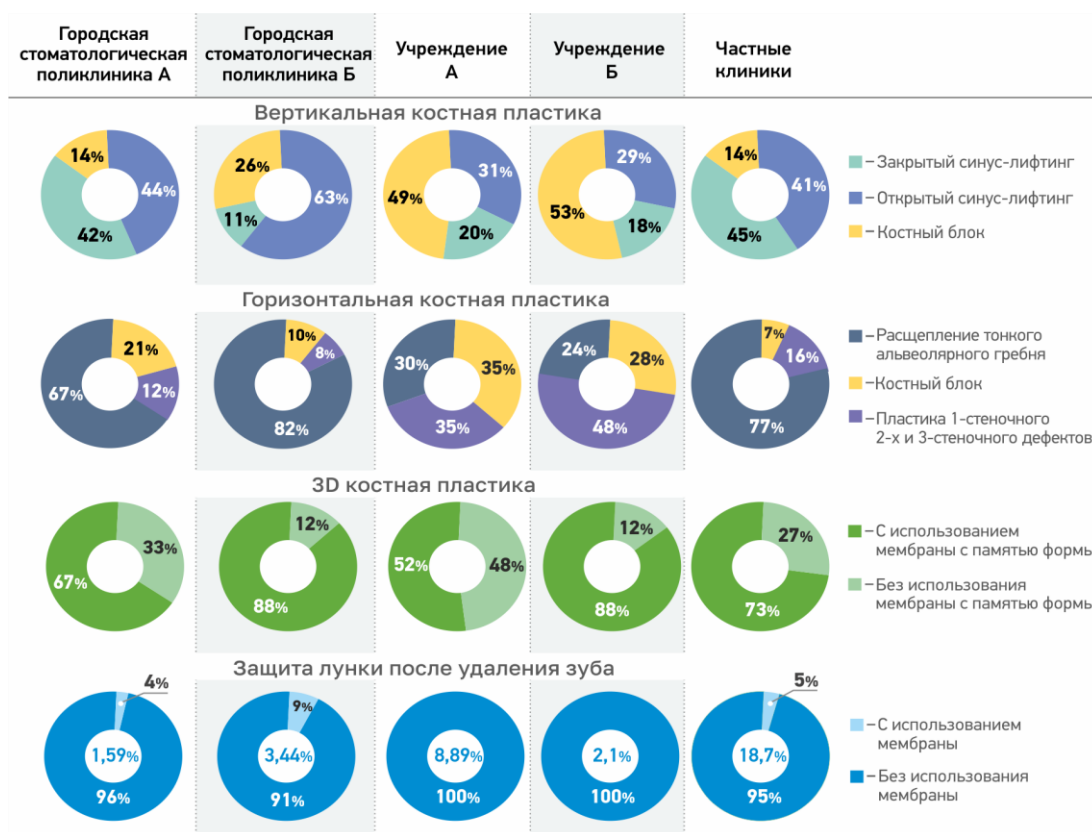 Городская
стоматологическая
поликлиника А
Городская
стоматологическая
поликлиника Б
Учреждение
А
Учреждение
Б
Частные
клиники
Вертикальная костная пластика
14%
44%
42%
26%
63%
11%
49%
31%
20%
53%
29%
18%
14%
41%
45%
Закрытый синус-лифтинг
Открытый синус-лифтинг
Костный блок
Горизонтальная костная пластика
21%
12%
67%
10%
8%
82%
30%
35%
35%
24%
28%
48%
7%
16%
77%
Расщепление тонкого
альвеолярного гребня
Костный блок
Пластика 1-стеночного
2-х и 3-стеночного дефектов
3D костная пластика
33%
67%
12%
88%
52%
48%
12%
88%
27%
73%
С использованием
мембраны с памятью формы
Без использования
мембраны с памятью формы
Защита лунки после удаления зуба
4%
1,59%
96%
9%
3,44%
91%
8,89%
100%
2,1%
100%
5%
18,7%
95%
С использованием
мембраны
Без использования
мембраны